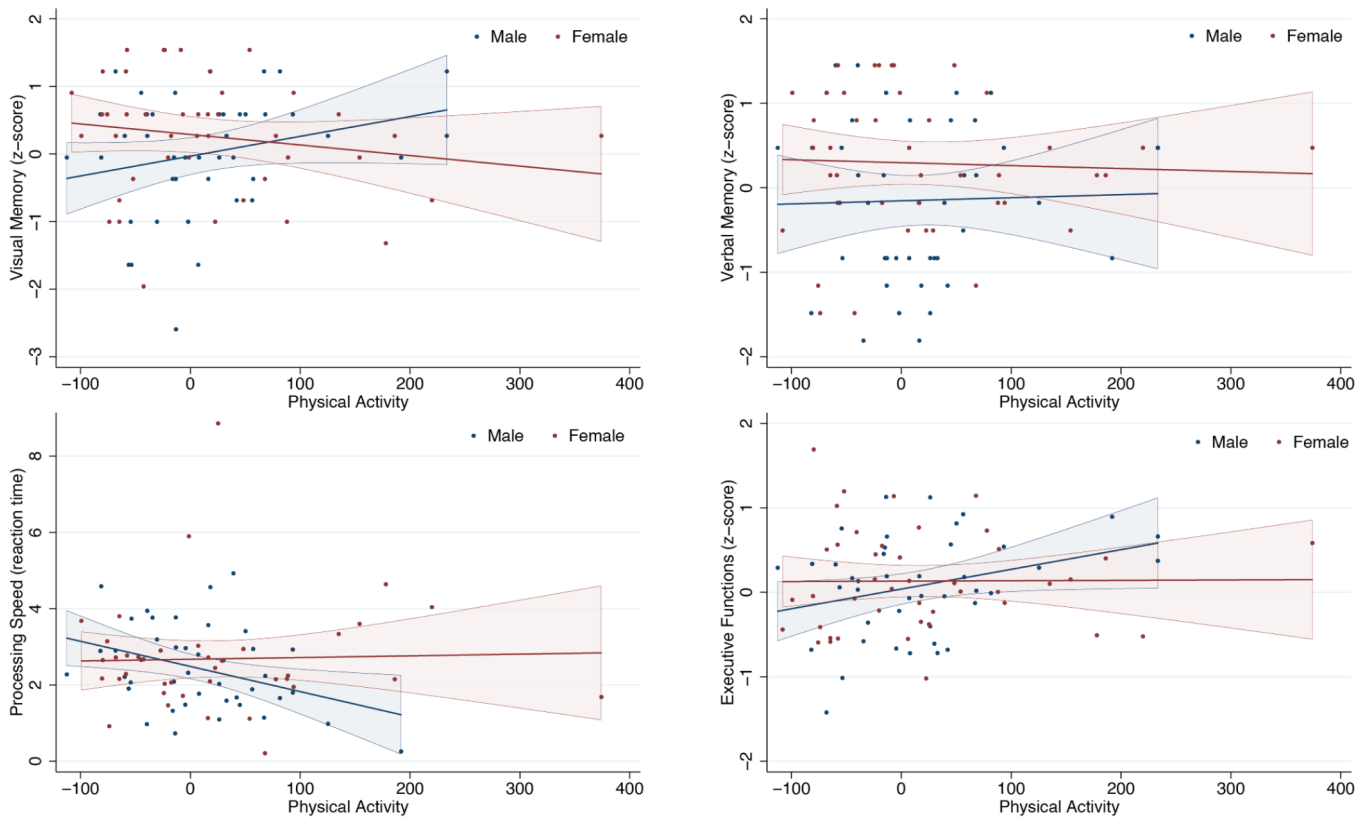 Male Female
Visual Memory (z-score)
2
1
0
-1
-2
-3
-100 0 100 200 300 400
Physical Activity
Male Female
Verbal Memory (z-score)
2
1
0
-1
-2
-100 0 100 200 300 400
Physical Activity
Male Female
Processing Speed (reaction time)
8
6
4
2
0
-100 0 100 200 300 400
Physical Activity
Male Female
Executive Functions (z-score)
2
1
0
-1
-2
-100 0 100 200 300 400
Physical Activity